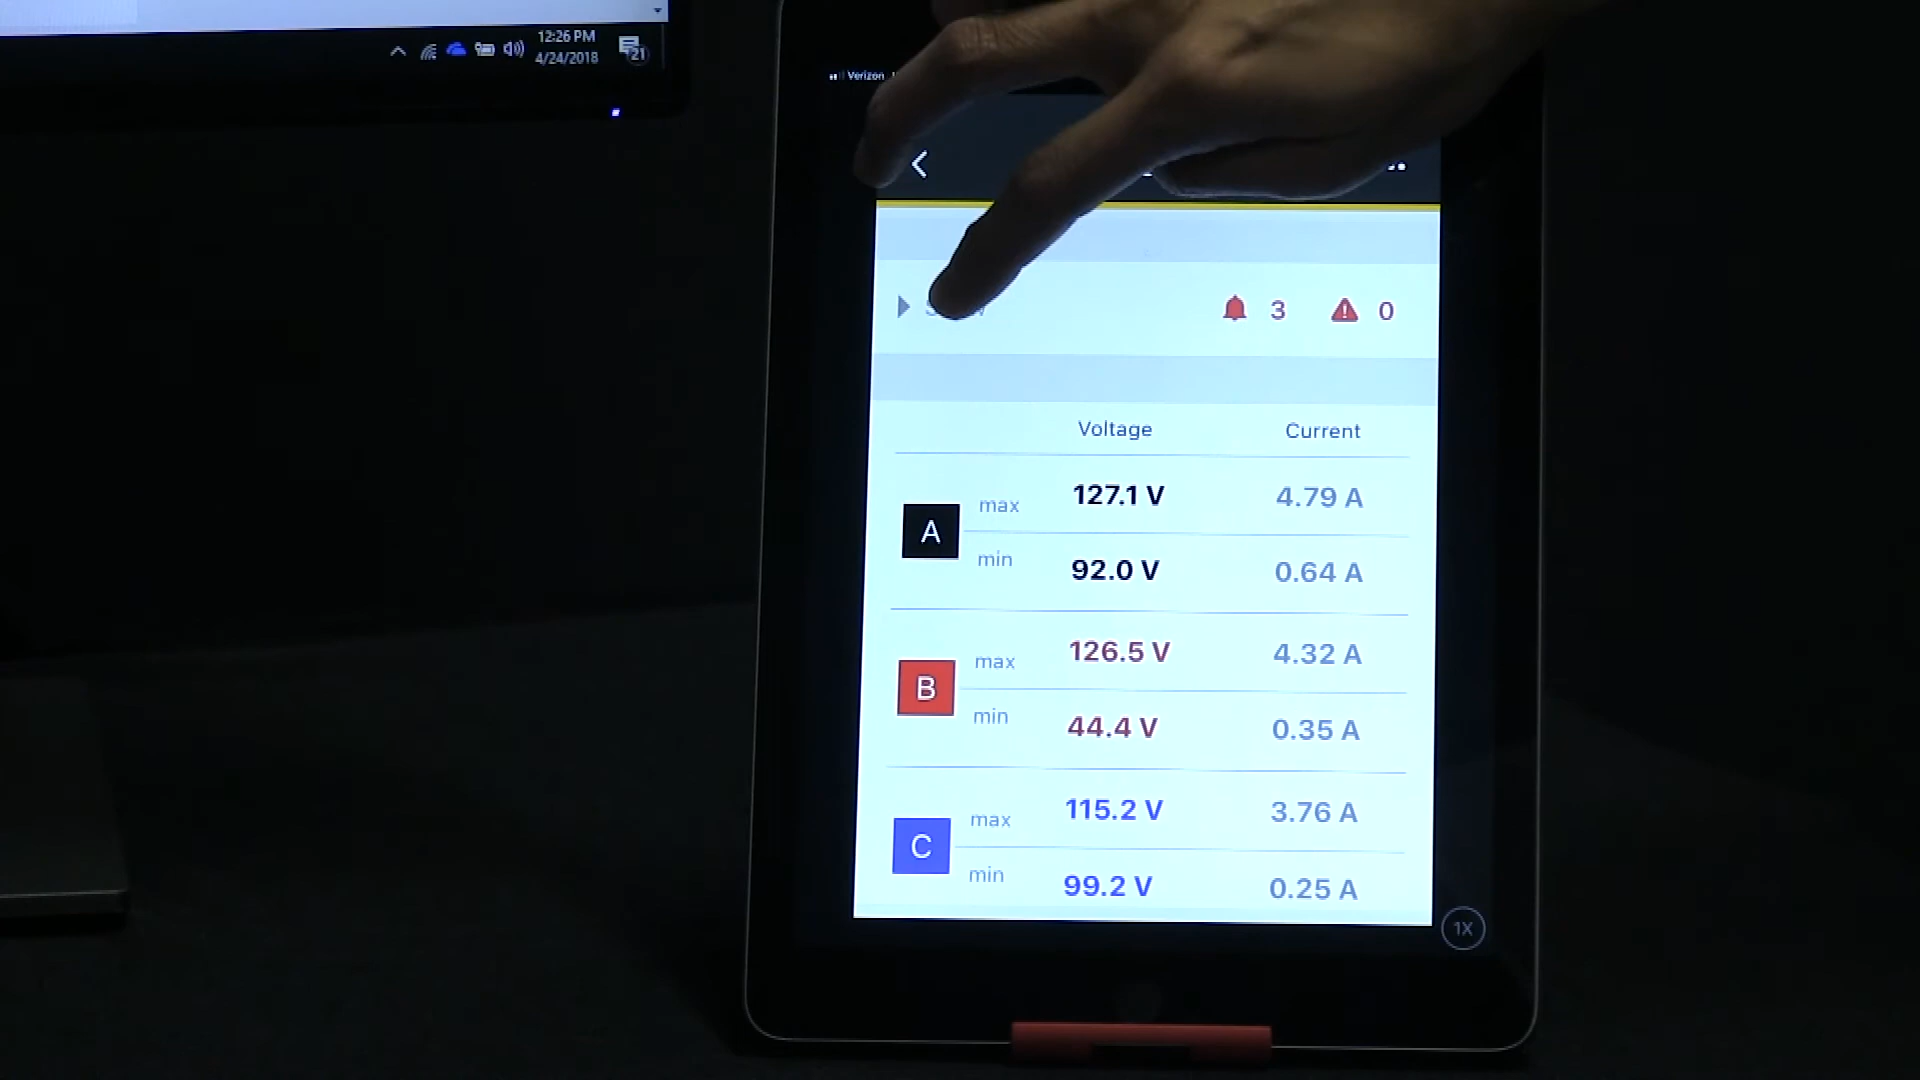 12:26 PM
4/24/2018
21
Verizon
3 0
Voltage Current
A
max 127.1 V 4.79 A
min 92.0 V 0.64 A
B
max 126.5 V 4.32 A
min 44.4 V 0.35 A
C
max 115.2 V 3.76 A
min 99.2 V 0.25 A
1X